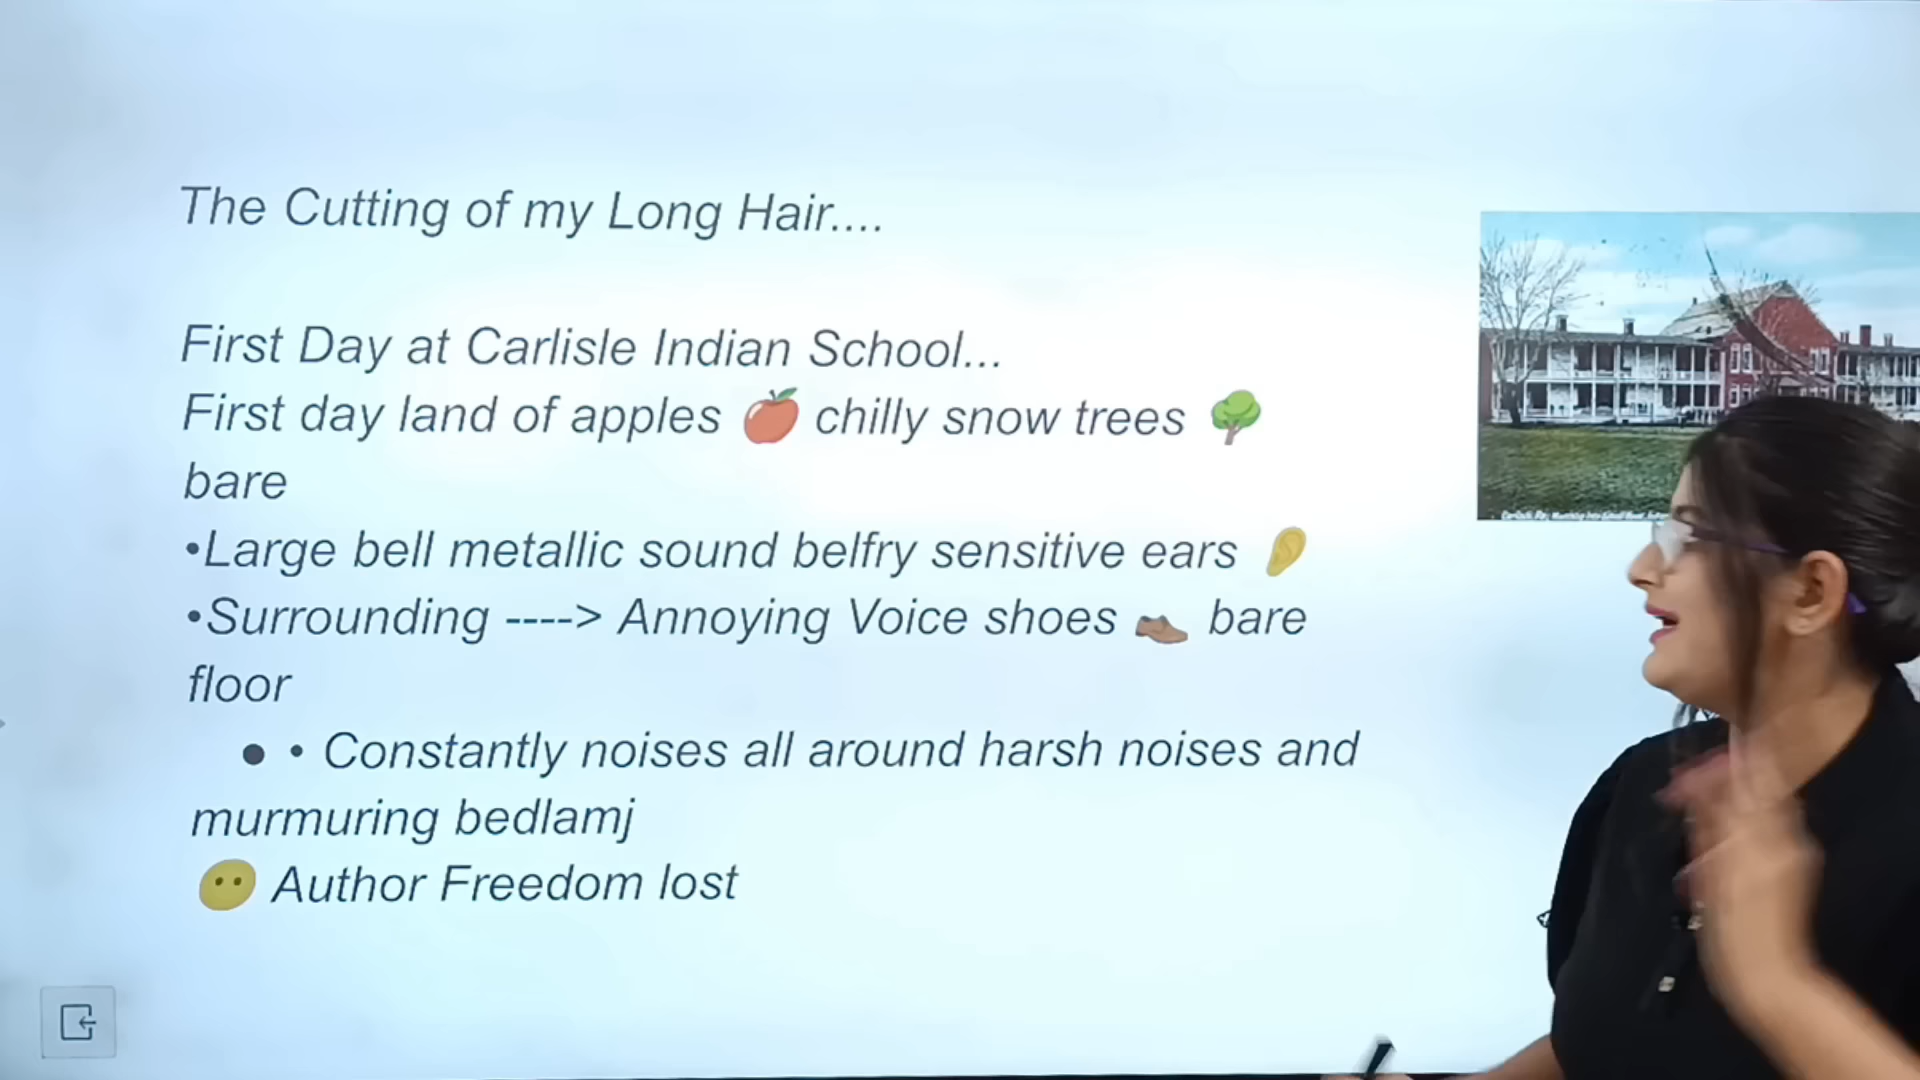 The Cutting of my Long Hair....
First Day at Carlisle Indian School...
First day land of apples 🍎 chilly snow trees 🌳
bare
•Large bell metallic sound belfry sensitive ears 👂
•Surrounding ----> Annoying Voice shoes 👞 bare
floor
● • Constantly noises all around harsh noises and
murmuring bedlamj
😶 Author Freedom lost